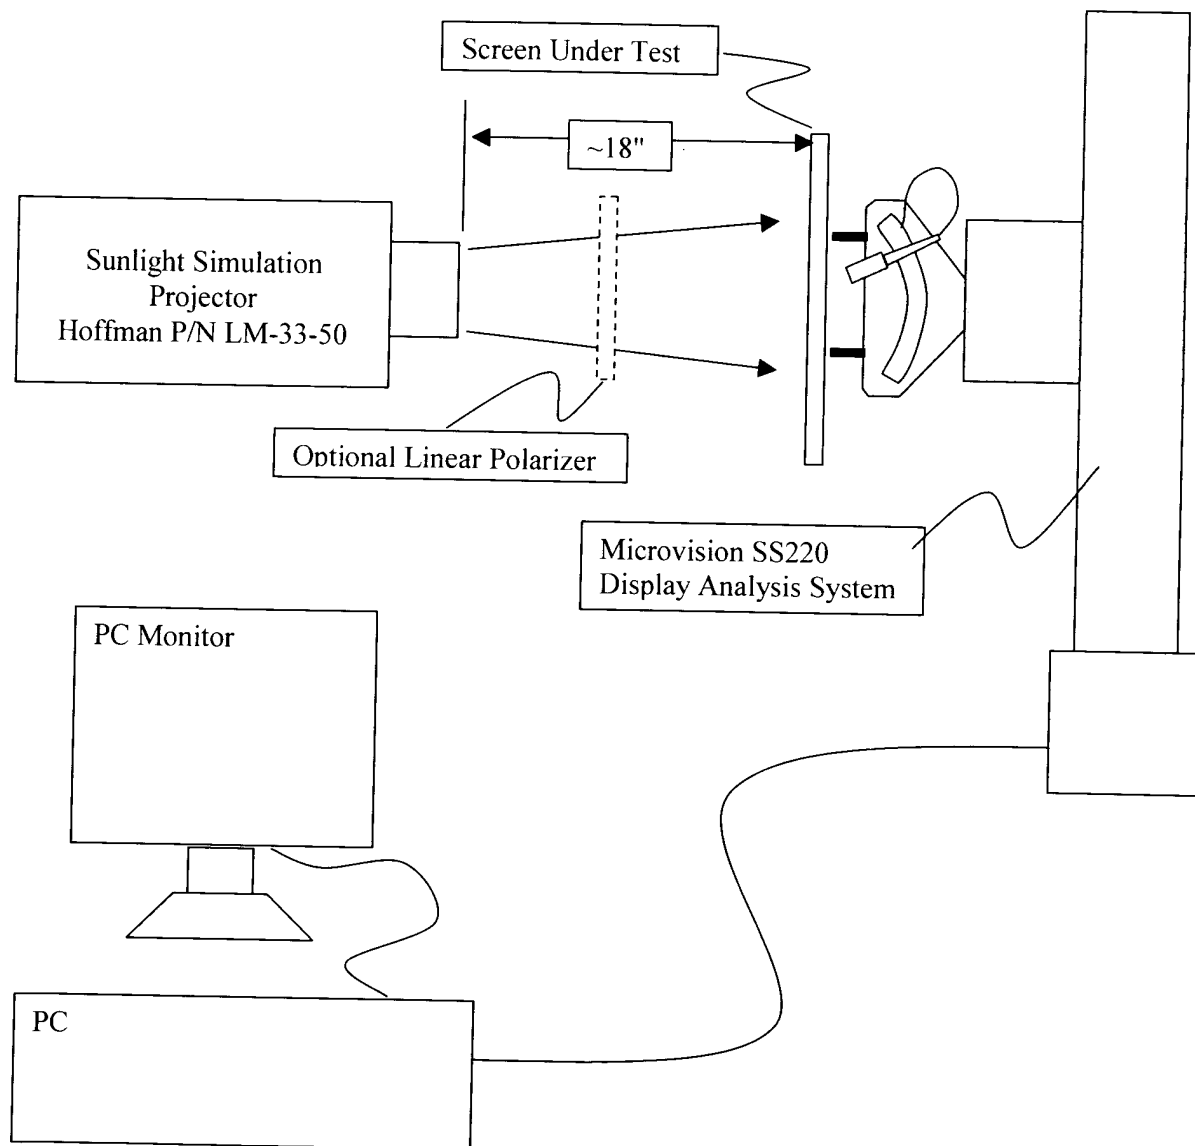 Screen Under Test
~18"
Sunlight Simulation
Projector
Hoffman P/N LM-33-50
Optional Linear Polarizer
Microvision SS220
Display Analysis System
PC Monitor
PC